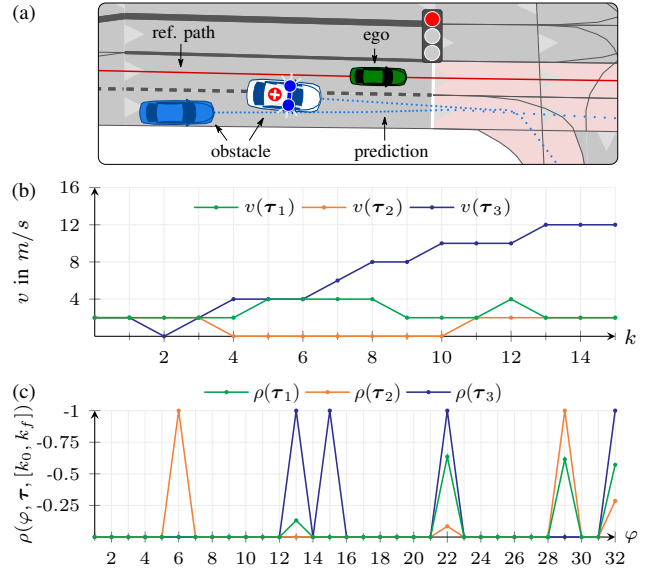 (a)
ref. path
ego
obstacle
prediction
(b)
v(τ₁) v(τ₂) v(τ₃)
v in m/s
16
12
8
4
2 4 6 8 10 12 14 k
(c)
ρ(τ₁) ρ(τ₂) ρ(τ₃)
ρ(φ, τ, [k₀, k_f])
-1
-0.75
-0.5
-0.25
2 4 6 8 10 12 14 16 18 20 22 24 26 28 30 32 φ